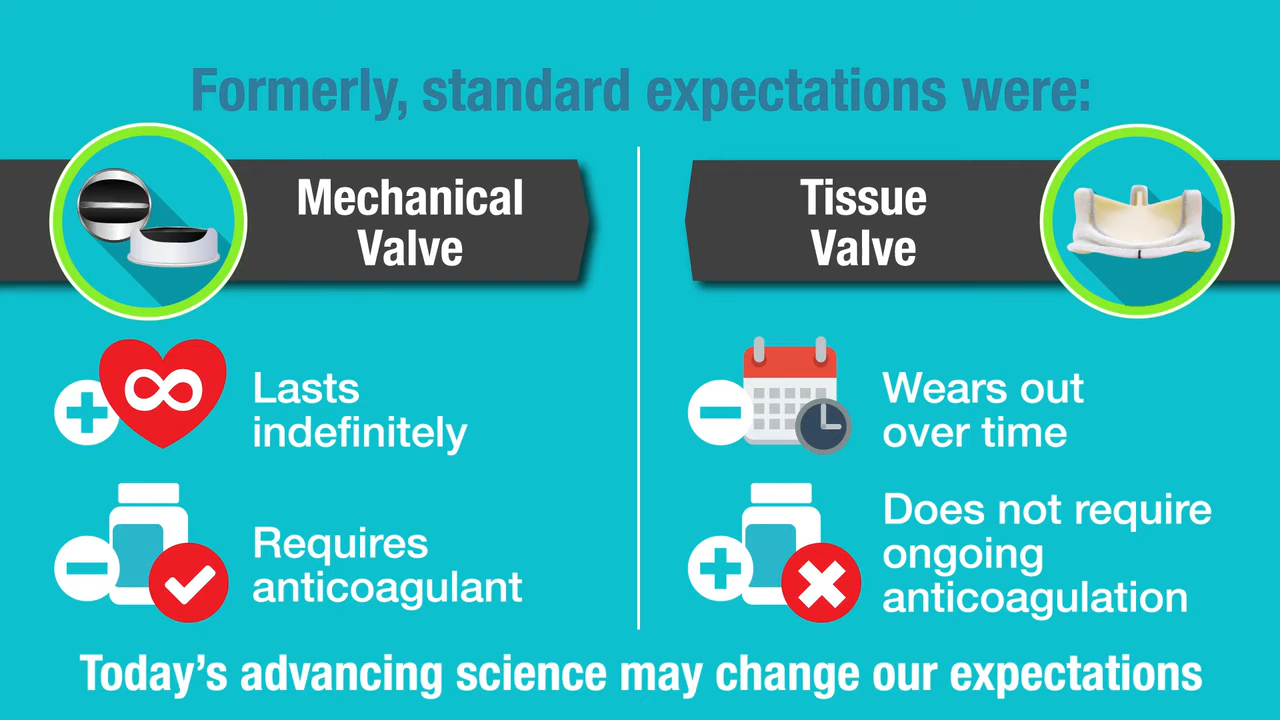 Formerly, standard expectations were:
Mechanical
Valve
Lasts
indefinitely
Requires
anticoagulant
Tissue
Valve
Wears out
over time
Does not require
ongoing
anticoagulation
Today's advancing science may change our expectations